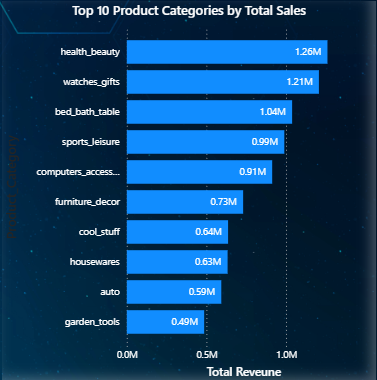 Top 10 Product Categories by Total Sales
health_beauty 1.26M
watches_gifts 1.21M
bed_bath_table 1.04M
sports_leisure 0.99M
computers_access... 0.91M
furniture_decor 0.73M
cool_stuff 0.64M
housewares 0.63M
auto 0.59M
garden_tools 0.49M
0.0M 0.5M 1.0M
Total Reveune